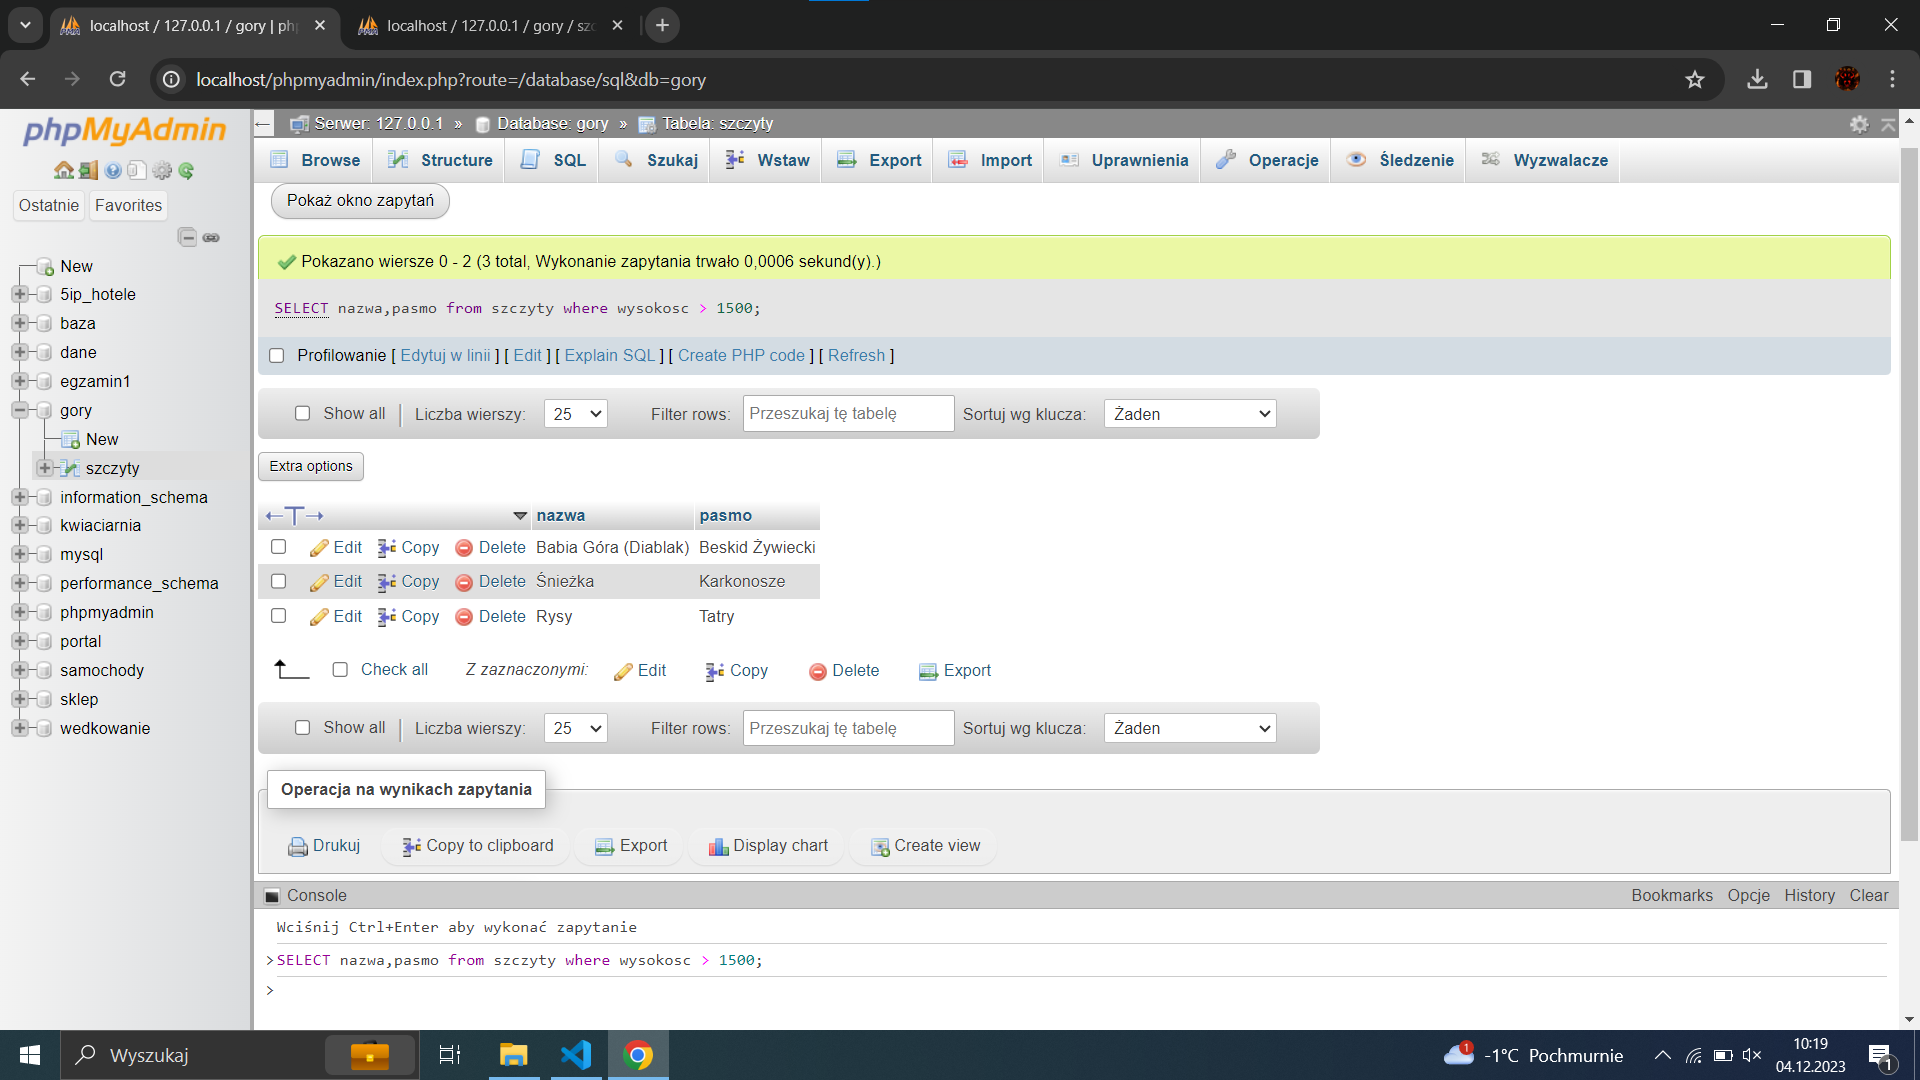 localhost / 127.0.0.1 / gory | ph
localhost / 127.0.0.1 / gory / szc
localhost/phpmyadmin/index.php?route=/database/sql&db=gory
phpMyAdmin
Ostatnie
Favorites
New
5ip_hotele
baza
dane
egzamin1
gory
New
szczyty
information_schema
kwiaciarnia
mysql
performance_schema
phpmyadmin
portal
samochody
sklep
wedkowanie
Serwer: 127.0.0.1 » Database: gory » Tabela: szczyty
Browse Structure SQL Szukaj Wstaw Export Import Uprawnienia Operacje Śledzenie Wyzwalacze
Pokaż okno zapytań
Pokazano wiersze 0 - 2 (3 total, Wykonanie zapytania trwało 0,0006 sekund(y).)
SELECT nazwa,pasmo from szczyty where wysokosc > 1500;
Profilowanie [ Edytuj w linii ] [ Edit ] [ Explain SQL ] [ Create PHP code ] [ Refresh ]
Show all | Liczba wierszy: 25 Filter rows: Przeszukaj tę tabelę Sortuj wg klucza: Żaden
Extra options
←T→ nazwa pasmo
Edit Copy Delete Babia Góra (Diablak) Beskid Żywiecki
Edit Copy Delete Śnieżka Karkonosze
Edit Copy Delete Rysy Tatry
Check all Z zaznaczonymi: Edit Copy Delete Export
Show all | Liczba wierszy: 25 Filter rows: Przeszukaj tę tabelę Sortuj wg klucza: Żaden
Operacja na wynikach zapytania
Drukuj Copy to clipboard Export Display chart Create view
Console Bookmarks Opcje History Clear
Wciśnij Ctrl+Enter aby wykonać zapytanie
>SELECT nazwa,pasmo from szczyty where wysokosc > 1500;
>
Wyszukaj
1
-1°C Pochmurnie
10:19
04.12.2023
1